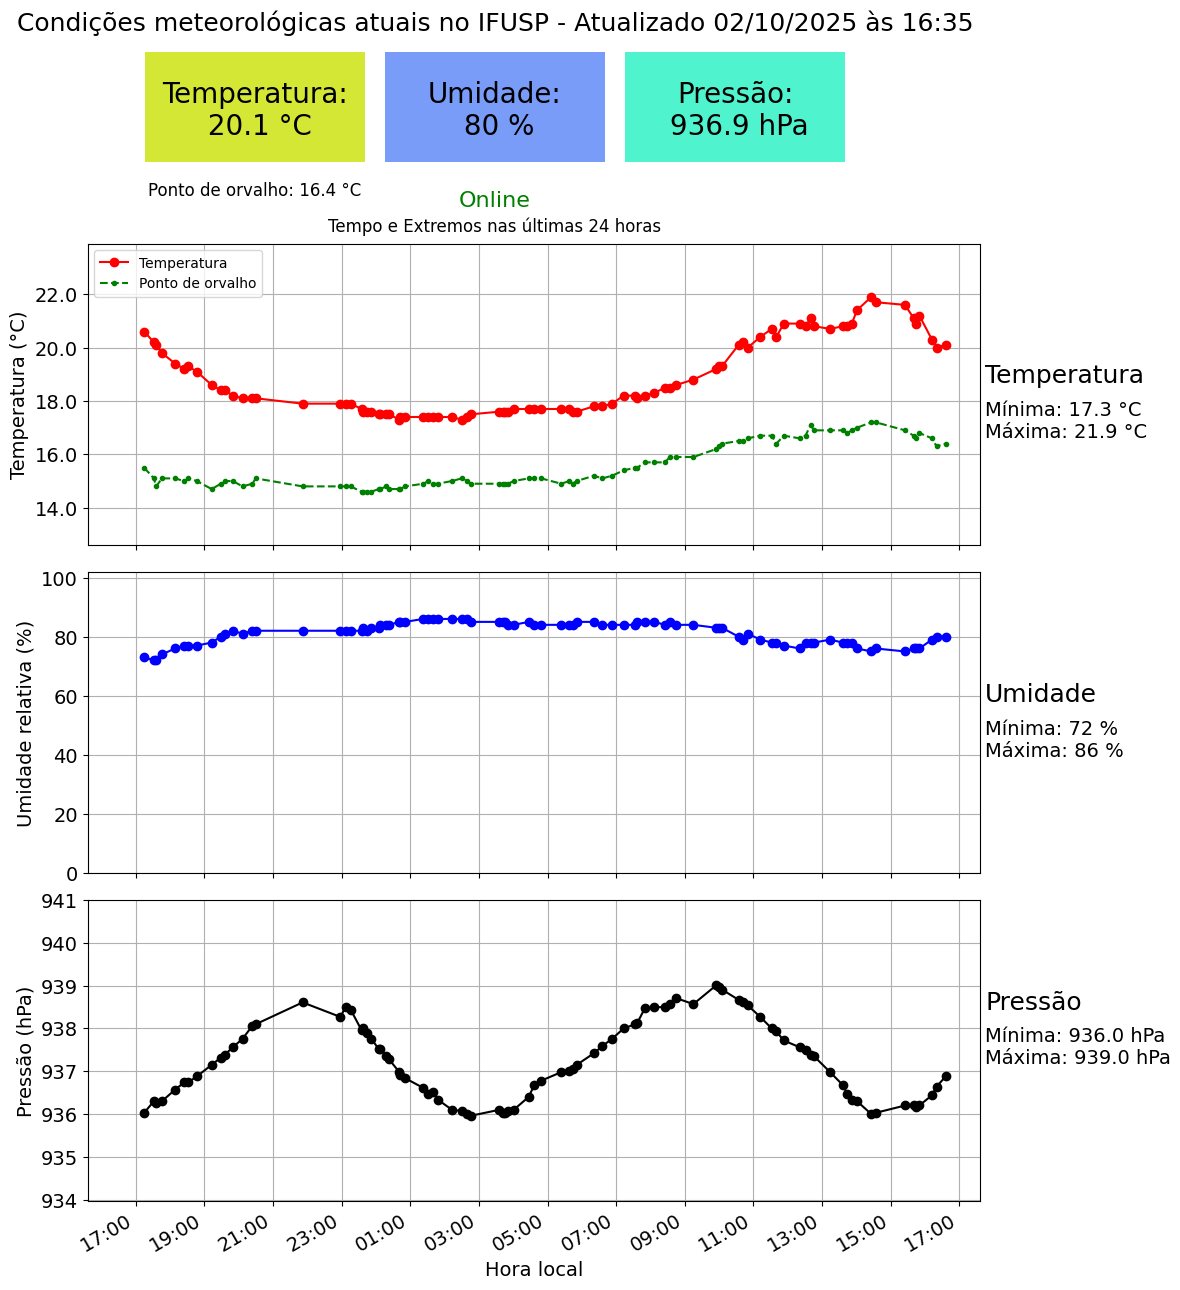 Condições meteorológicas atuais no IFUSP - Atualizado 02/10/2025 às 16:35
Temperatura:
20.1 °C
Umidade:
80 %
Pressão:
936.9 hPa
Ponto de orvalho: 16.4 °C
Online
Tempo e Extremos nas últimas 24 horas
Temperatura
Ponto de orvalho
Temperatura (°C)
22.0
20.0
18.0
16.0
14.0
Temperatura
Mínima: 17.3 °C
Máxima: 21.9 °C
Umidade relativa (%)
100
80
60
40
20
0
Umidade
Mínima: 72 %
Máxima: 86 %
Pressão (hPa)
941
940
939
938
937
936
935
934
Pressão
Mínima: 936.0 hPa
Máxima: 939.0 hPa
17:00
19:00
21:00
23:00
01:00
03:00
05:00
07:00
09:00
11:00
13:00
15:00
17:00
Hora local